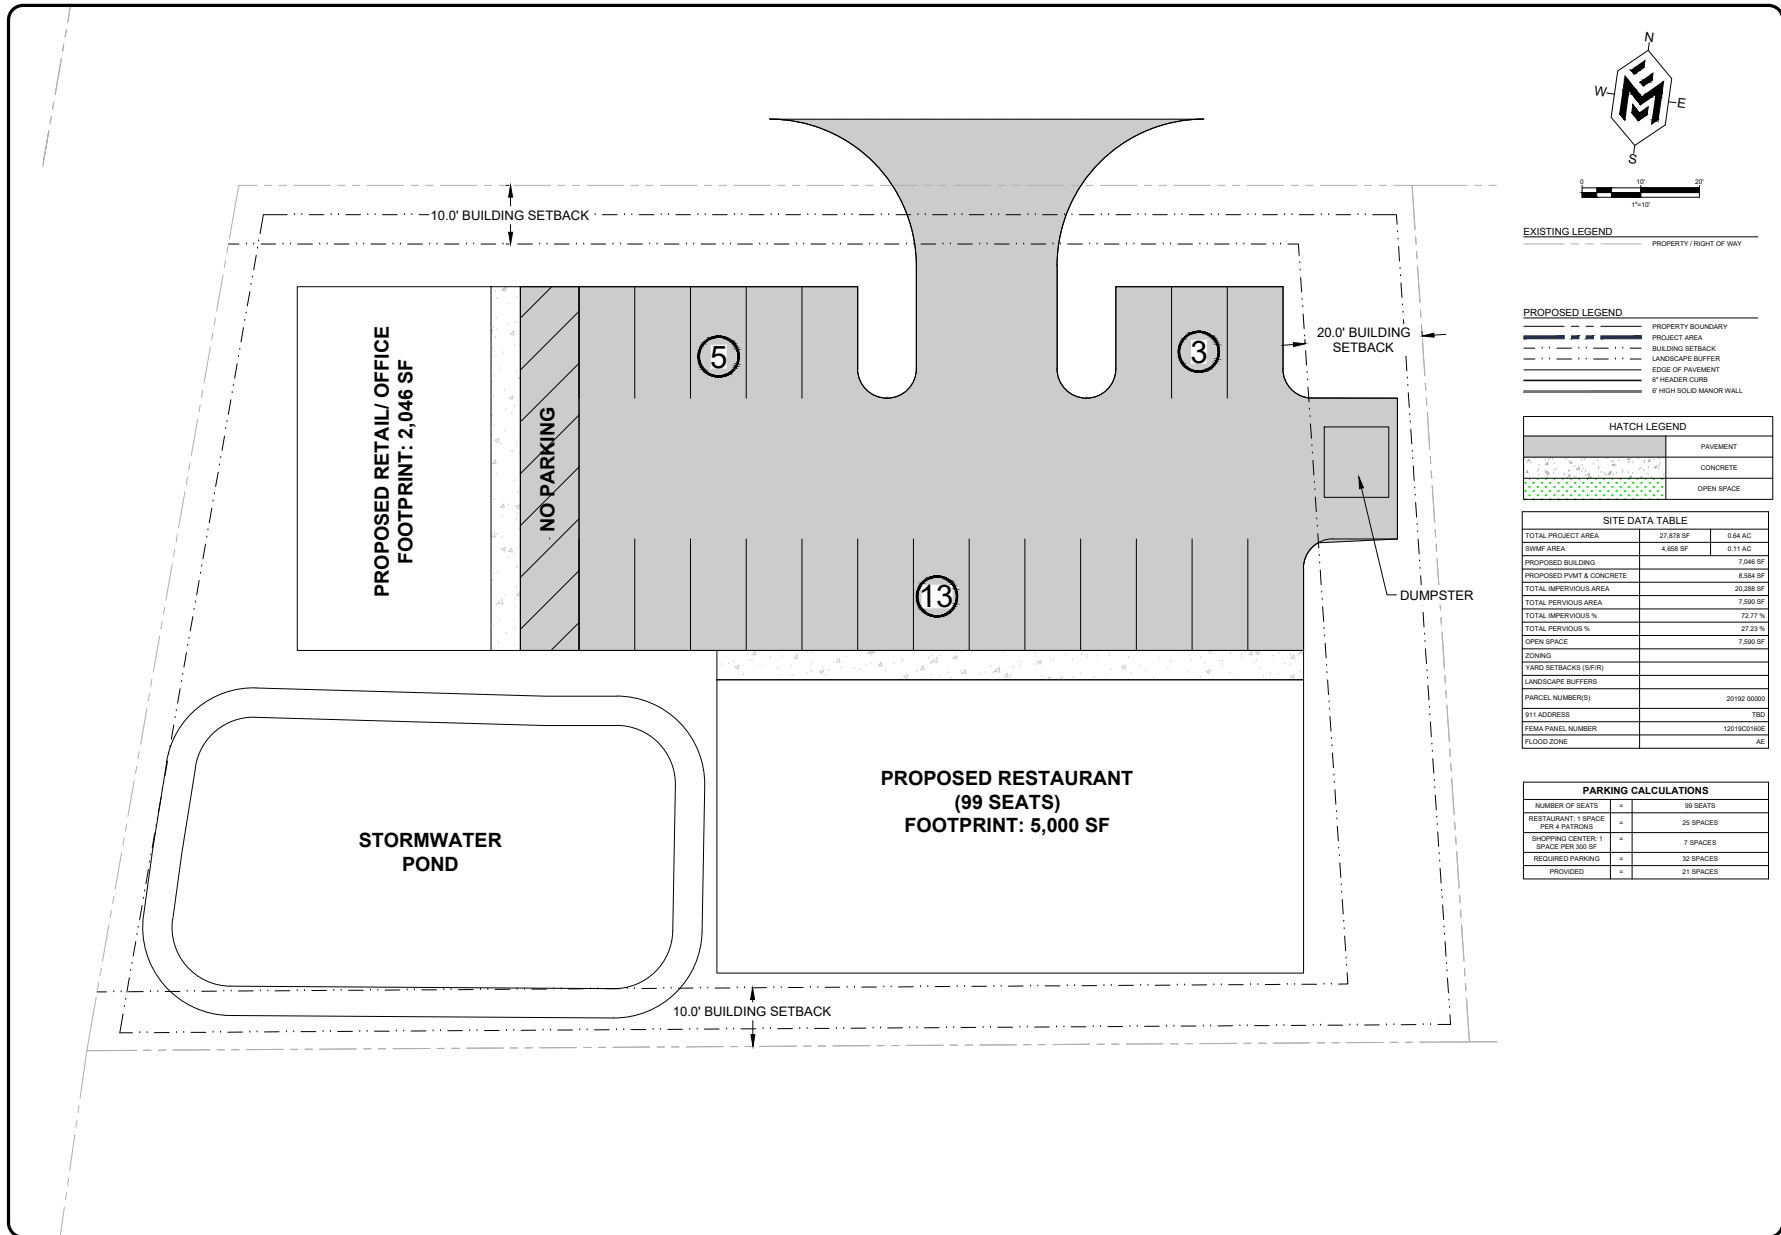 N
W
E
S
0
10'
20'
1"=10'
EXISTING LEGEND
PROPERTY / RIGHT OF WAY
PROPOSED LEGEND
PROPERTY BOUNDARY
PROJECT AREA
BUILDING SETBACK
LANDSCAPE BUFFER
EDGE OF PAVEMENT
6" HEADER CURB
6' HIGH SOLID MANOR WALL
HATCH LEGEND
PAVEMENT
CONCRETE
OPEN SPACE
SITE DATA TABLE
TOTAL PROJECT AREA 27,878 SF 0.64 AC
SWMF AREA 4,658 SF 0.11 AC
PROPOSED BUILDING 7,046 SF
PROPOSED PVMT & CONCRETE 8,584 SF
TOTAL IMPERVIOUS AREA 20,288 SF
TOTAL PERVIOUS AREA 7,590 SF
TOTAL IMPERVIOUS % 72.77 %
TOTAL PERVIOUS % 27.23 %
OPEN SPACE 7,590 SF
ZONING
YARD SETBACKS (S/F/R)
LANDSCAPE BUFFERS
PARCEL NUMBER(S) 20192 00000
911 ADDRESS TBD
FEMA PANEL NUMBER 12019C0160E
FLOOD ZONE AE
PARKING CALCULATIONS
NUMBER OF SEATS = 99 SEATS
RESTAURANT: 1 SPACE
PER 4 PATRONS = 25 SPACES
SHOPPING CENTER: 1
SPACE PER 300 SF = 7 SPACES
REQUIRED PARKING = 32 SPACES
PROVIDED = 21 SPACES
10.0' BUILDING SETBACK
20.0' BUILDING
SETBACK
PROPOSED RETAIL/ OFFICE
FOOTPRINT: 2,046 SF
NO PARKING
5
3
13
DUMPSTER
PROPOSED RESTAURANT
(99 SEATS)
FOOTPRINT: 5,000 SF
STORMWATER
POND
10.0' BUILDING SETBACK